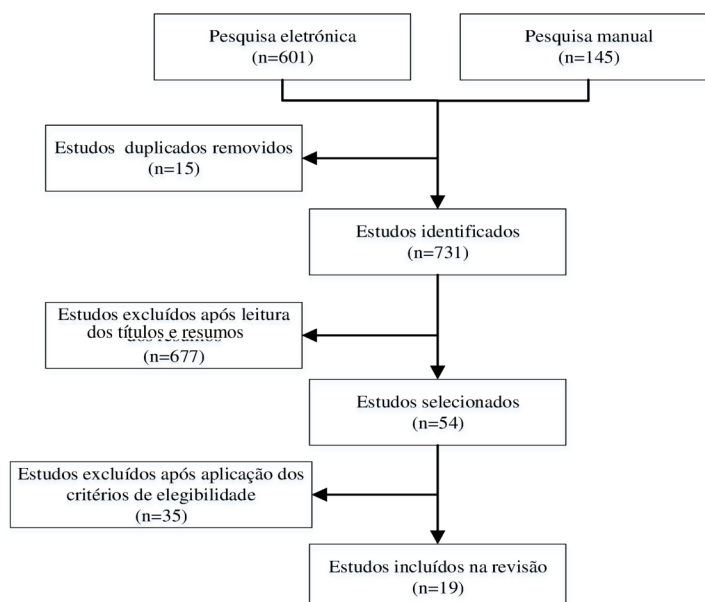 Pesquisa eletrónica
(n=601)
Pesquisa manual
(n=145)
Estudos duplicados removidos
(n=15)
Estudos identificados
(n=731)
Estudos excluídos após leitura
dos títulos e resumos
(n=677)
Estudos selecionados
(n=54)
Estudos excluídos após aplicação dos
critérios de elegibilidade
(n=35)
Estudos incluídos na revisão
(n=19)